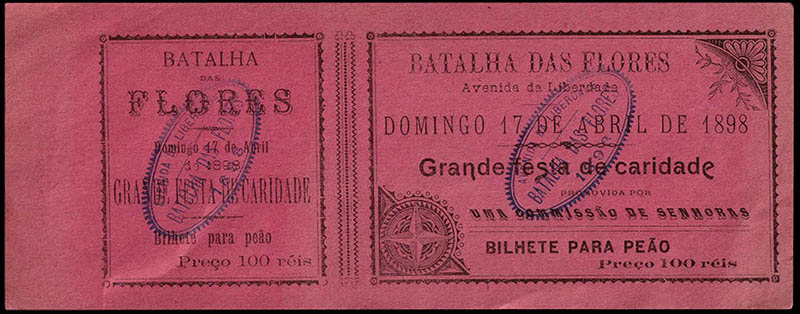 BATALHA
DAS
FLORES
Domingo 17 de Abril
de 1898
GRANDE FESTA DE CARIDADE
Bilhete para peão
Preço 100 réis
AVENIDA DA LIBERDADE
BATALHA DAS FLORES
1898
BATALHA DAS FLORES
Avenida da Liberdade
DOMINGO 17 DE ABRIL DE 1898
Grande festa de caridade
PROMOVIDA POR
UMA COMMISSÃO DE SENHORAS
BILHETE PARA PEÃO
Preço 100 réis
AVENIDA DA LIBERDADE
BATALHA DAS FLORES
1898